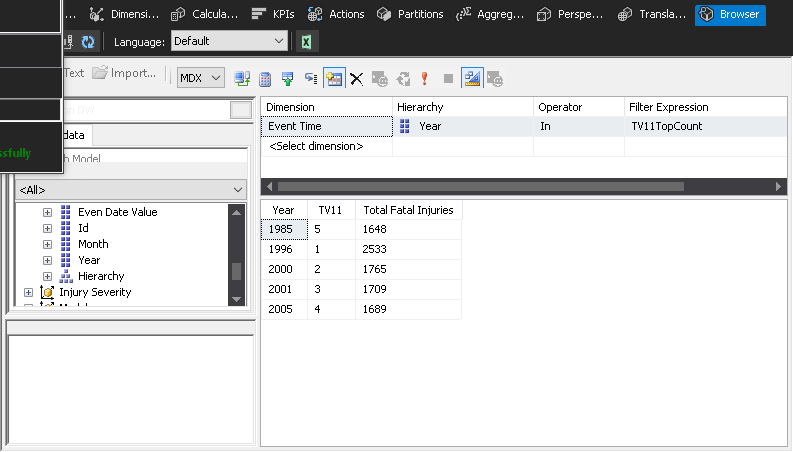 ... Dimensi... Calcula... KPIs Actions Partitions Aggreg... Perspe... Transla... Browser
Language: Default
Text Import... MDX
data
Model
<All>
Even Date Value
Id
Month
Year
Hierarchy
Injury Severity
ssfully
Dimension Hierarchy Operator Filter Expression
Event Time Year In TV11TopCount
<Select dimension>
Year TV11 Total Fatal Injuries
1985 5 1648
1996 1 2533
2000 2 1765
2001 3 1709
2005 4 1689